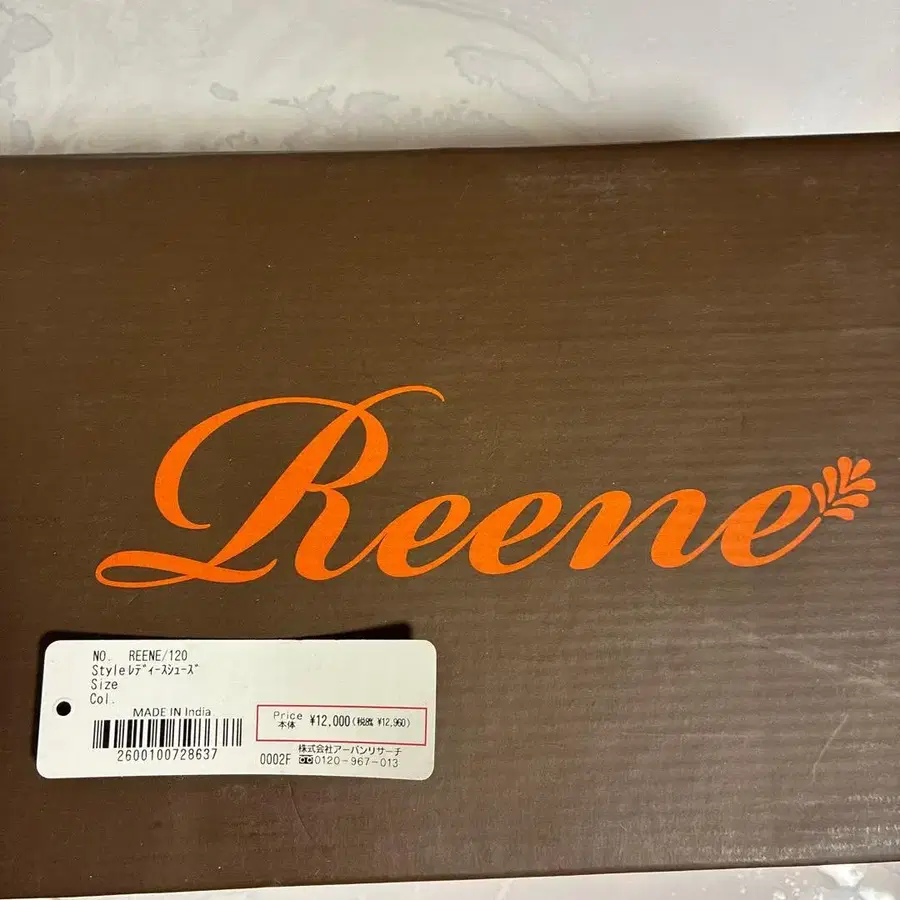 Reene
NO. REENE/120
Styleﾚﾃﾞｨｰｽｼｭｰｽﾞ
Size
Col.
MADE IN India
2600100728637
Price
本体 ¥12,000(税込 ¥12,960)
株式会社アーバンリサーチ
0002F 0120-967-013